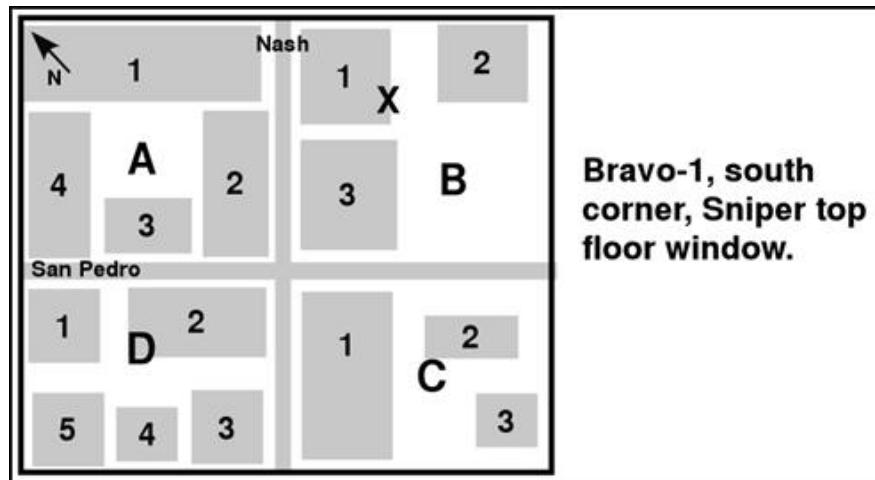 Nash
N
1
1
X
2
4
A
2
3
3
B
San Pedro
1
2
D
1
2
C
5
4
3
3
Bravo-1, south
corner, Sniper top
floor window.